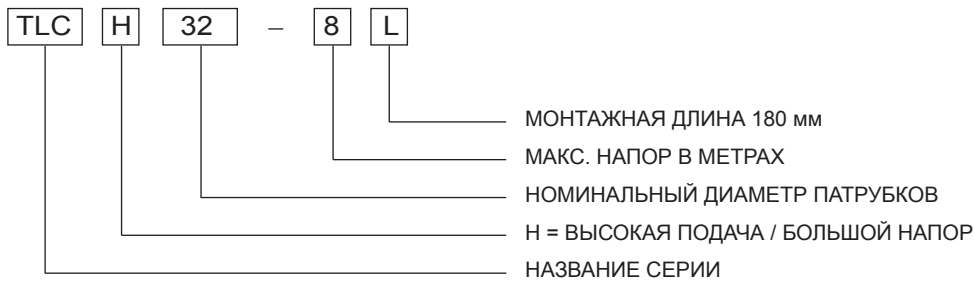 TLC H 32 – 8 L
МОНТАЖНАЯ ДЛИНА 180 мм
МАКС. НАПОР В МЕТРАХ
НОМИНАЛЬНЫЙ ДИАМЕТР ПАТРУБКОВ
Н = ВЫСОКАЯ ПОДАЧА / БОЛЬШОЙ НАПОР
НАЗВАНИЕ СЕРИИ